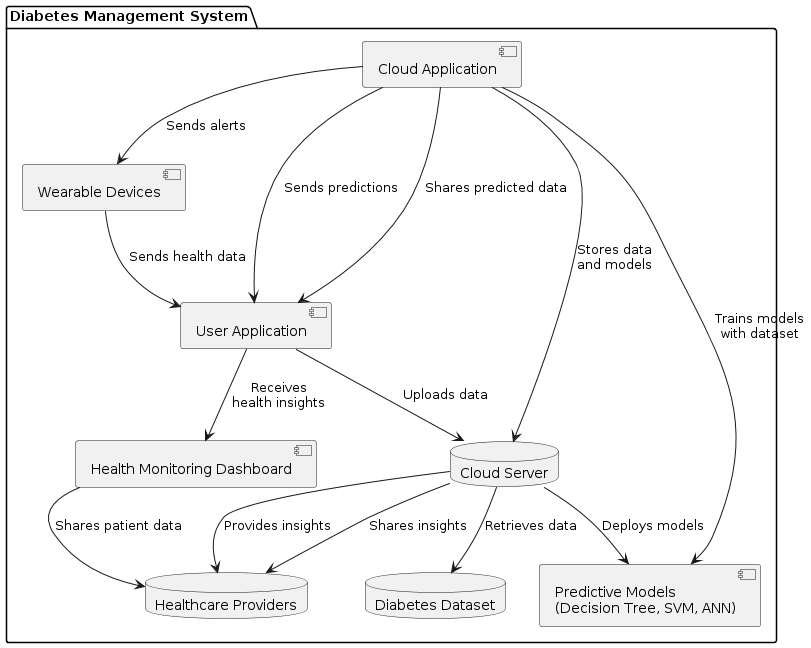 Diabetes Management System
Cloud Application
Sends alerts
Wearable Devices
Sends predictions
Shares predicted data
Sends health data
Stores data
and models
User Application
Trains models
with dataset
Receives
health insights
Uploads data
Health Monitoring Dashboard
Cloud Server
Shares patient data
Provides insights
Shares insights
Retrieves data
Deploys models
Healthcare Providers
Diabetes Dataset
Predictive Models
(Decision Tree, SVM, ANN)